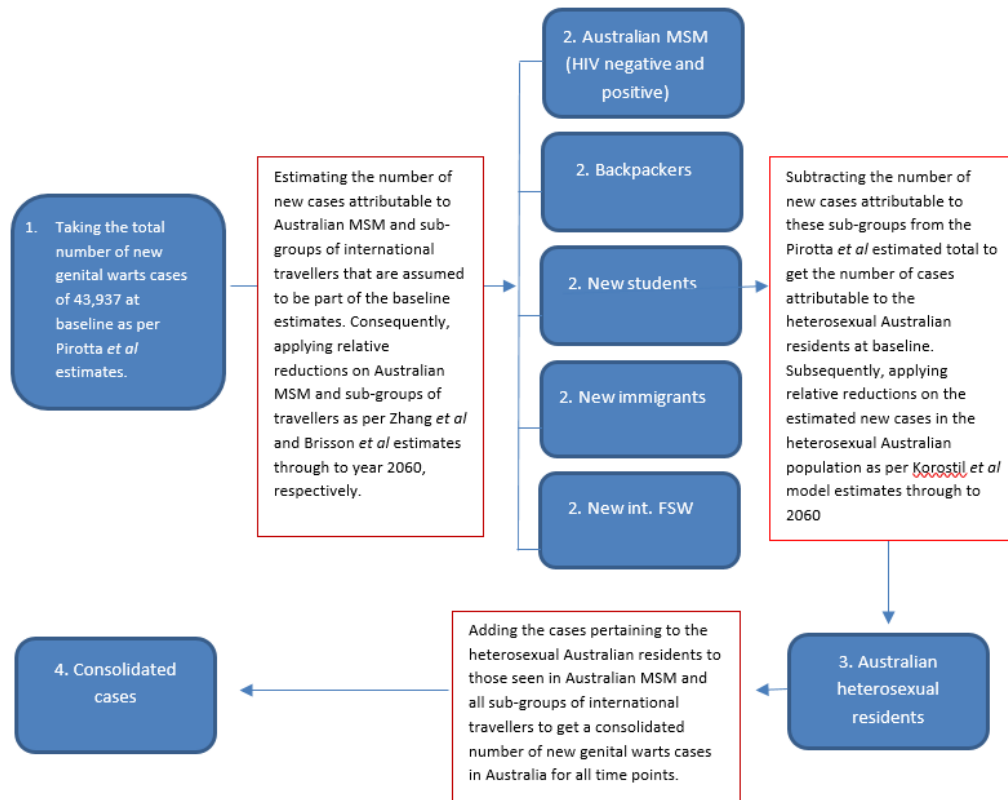 1. Taking the total
number of new
genital warts cases
of 43,937 at
baseline as per
Pirotta et al
estimates.
Estimating the number of
new cases attributable to
Australian MSM and sub-
groups of international
travellers that are assumed
to be part of the baseline
estimates. Consequently,
applying relative
reductions on Australian
MSM and sub-groups of
travellers as per Zhang et al
and Brisson et al estimates
through to year 2060,
respectively.
2. Australian MSM
(HIV negative and
positive)
2. Backpackers
2. New students
2. New immigrants
2. New int. FSW
Subtracting the number of
new cases attributable to
these sub-groups from the
Pirotta et al estimated total to
get the number of cases
attributable to the
heterosexual Australian
residents at baseline.
Subsequently, applying
relative reductions on the
estimated new cases in the
heterosexual Australian
population as per Korostil et al
model estimates through to
2060
3. Australian
heterosexual
residents
Adding the cases pertaining to the
heterosexual Australian residents to
those seen in Australian MSM and
all sub-groups of international
travellers to get a consolidated
number of new genital warts cases
in Australia for all time points.
4. Consolidated
cases